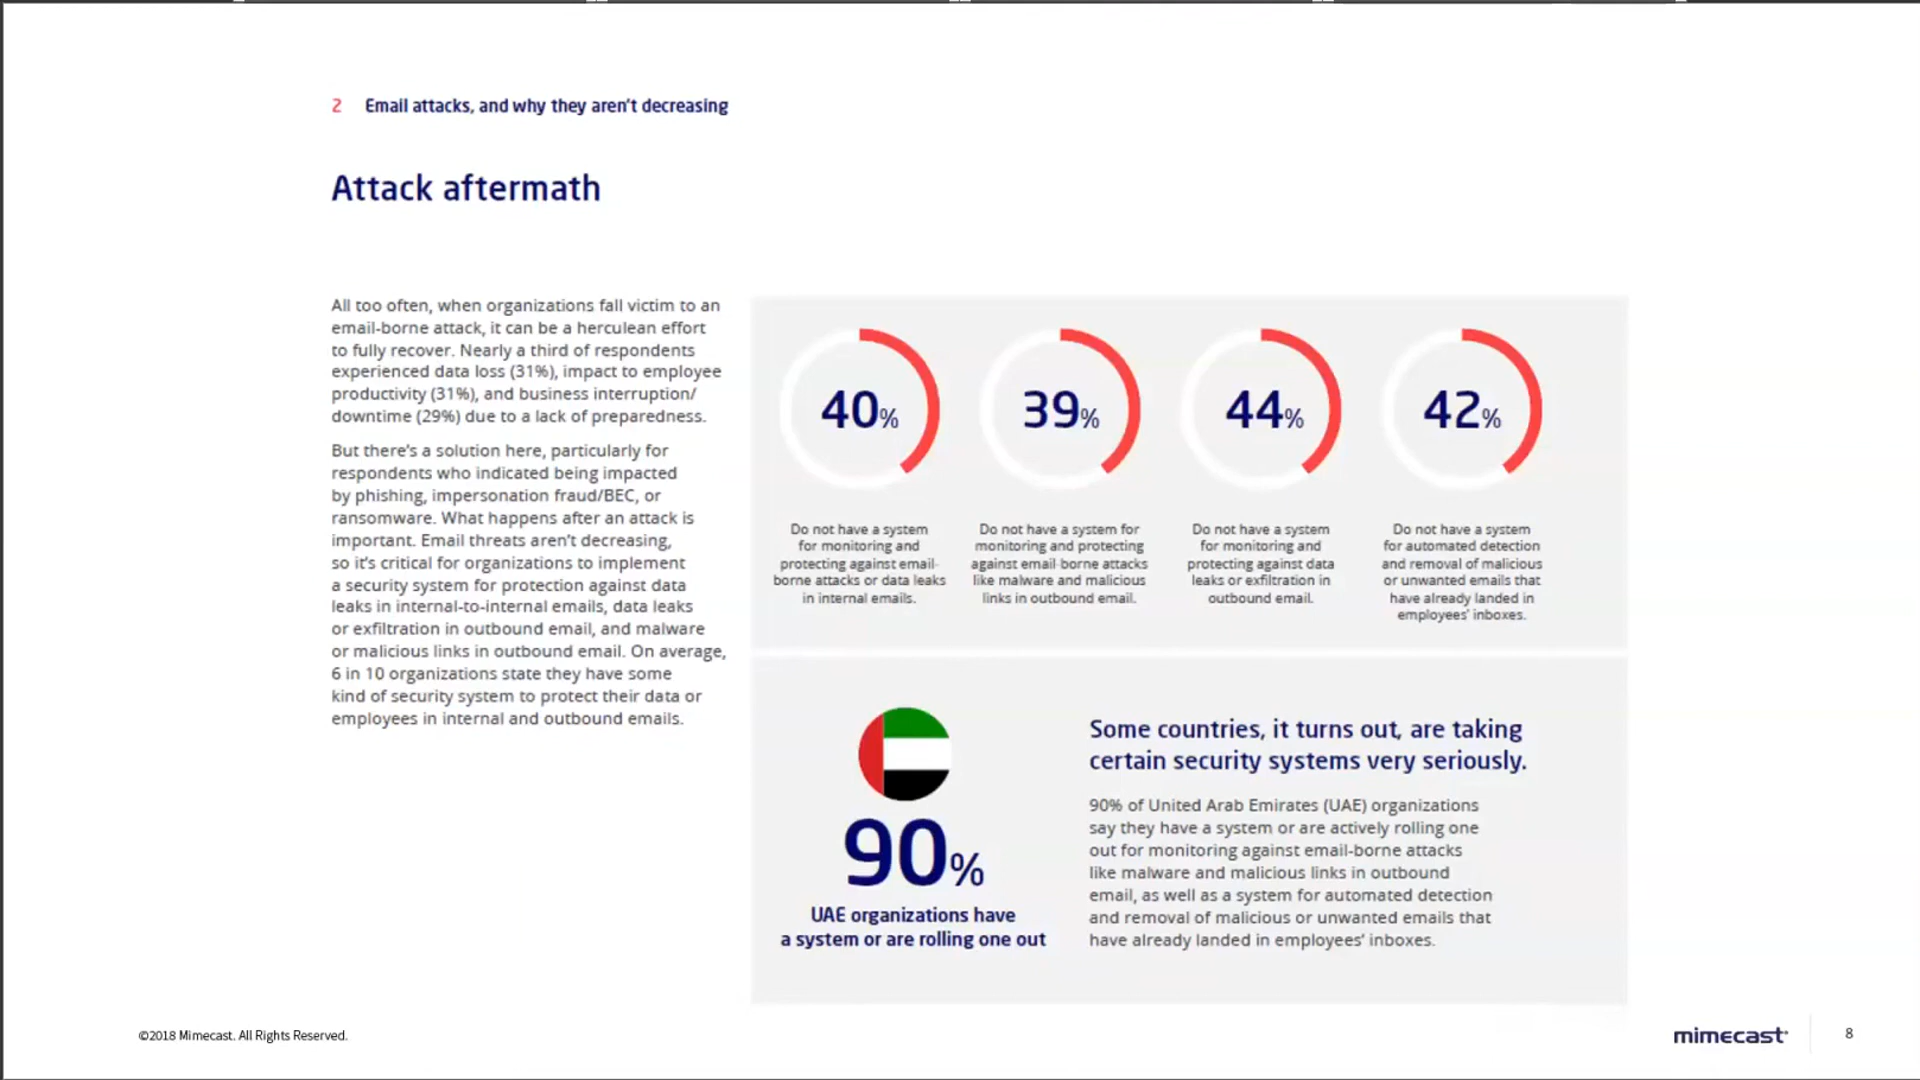 2 Email attacks, and why they aren't decreasing
Attack aftermath
All too often, when organizations fall victim to an
email-borne attack, it can be a herculean effort
to fully recover. Nearly a third of respondents
experienced data loss (31%), impact to employee
productivity (31%), and business interruption/
downtime (29%) due to a lack of preparedness.
But there's a solution here, particularly for
respondents who indicated being impacted
by phishing, impersonation fraud/BEC, or
ransomware. What happens after an attack is
important. Email threats aren't decreasing,
so it's critical for organizations to implement
a security system for protection against data
leaks in internal-to-internal emails, data leaks
or exfiltration in outbound email, and malware
or malicious links in outbound email. On average,
6 in 10 organizations state they have some
kind of security system to protect their data or
employees in internal and outbound emails.
40%
Do not have a system
for monitoring and
protecting against email-
borne attacks or data leaks
in internal emails.
39%
Do not have a system for
monitoring and protecting
against email-borne attacks
like malware and malicious
links in outbound email.
44%
Do not have a system
for monitoring and
protecting against data
leaks or exfiltration in
outbound email.
42%
Do not have a system
for automated detection
and removal of malicious
or unwanted emails that
have already landed in
employees' inboxes.
90%
UAE organizations have
a system or are rolling one out
Some countries, it turns out, are taking
certain security systems very seriously.
90% of United Arab Emirates (UAE) organizations
say they have a system or are actively rolling one
out for monitoring against email-borne attacks
like malware and malicious links in outbound
email, as well as a system for automated detection
and removal of malicious or unwanted emails that
have already landed in employees' inboxes.
©2018 Mimecast. All Rights Reserved.
mimecast
8